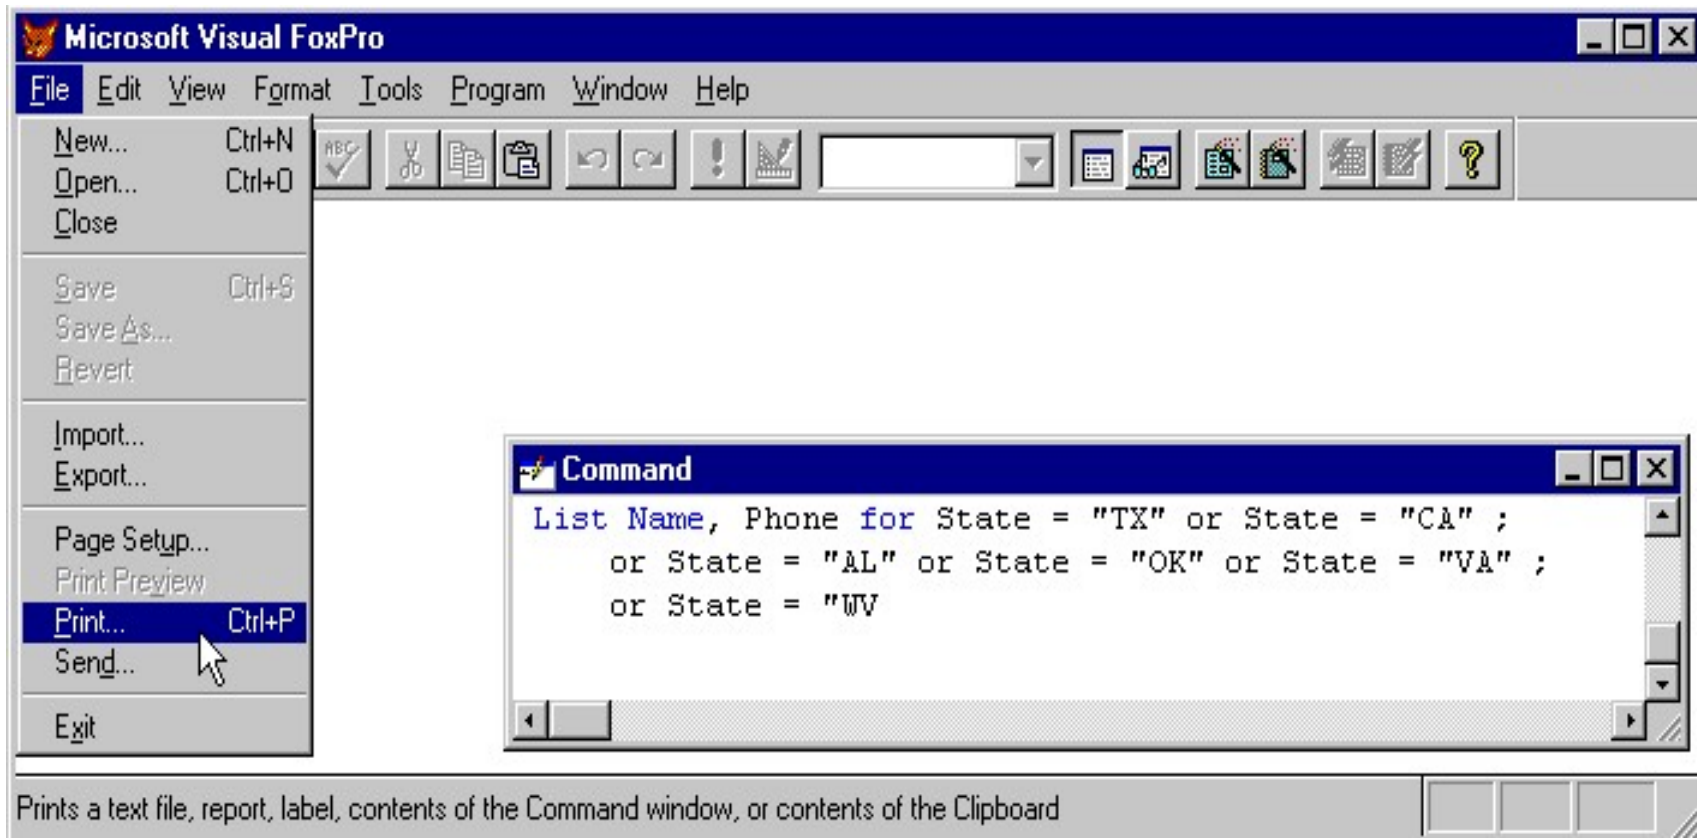 Microsoft Visual FoxPro
File Edit View Format Tools Program Window Help
New... Ctrl+N
Open... Ctrl+O
Close
Save Ctrl+S
Save As...
Revert
Import...
Export...
Page Setup...
Print Preview
Print... Ctrl+P
Send...
Exit
ABC
Command
List Name, Phone for State = "TX" or State = "CA" ;
or State = "AL" or State = "OK" or State = "VA" ;
or State = "WV
Prints a text file, report, label, contents of the Command window, or contents of the Clipboard